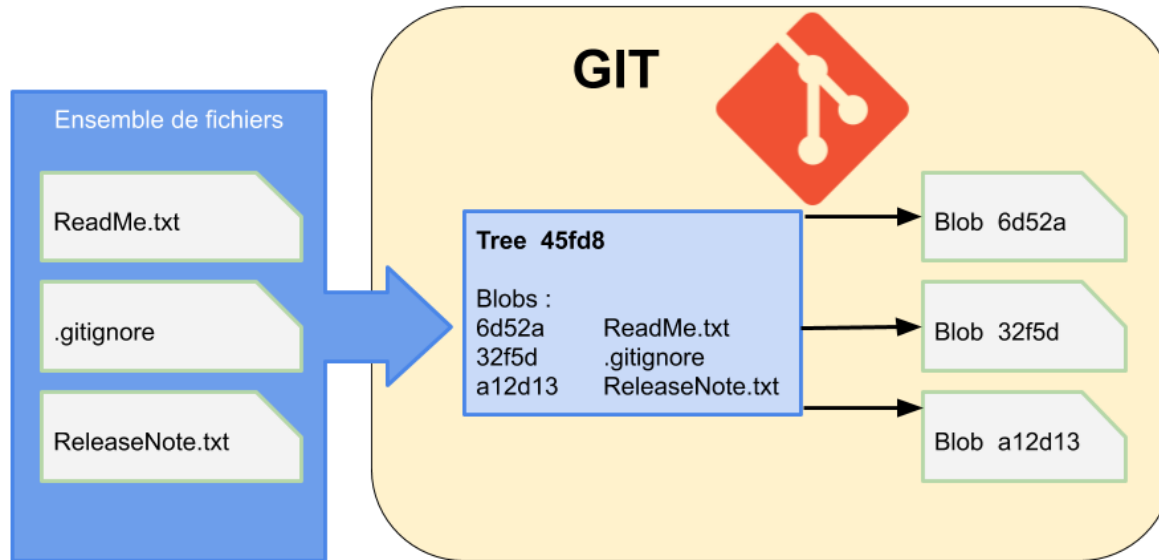 GIT
Ensemble de fichiers
ReadMe.txt
.gitignore
ReleaseNote.txt
Tree 45fd8
Blobs :
6d52a ReadMe.txt
32f5d .gitignore
a12d13 ReleaseNote.txt
Blob 6d52a
Blob 32f5d
Blob a12d13